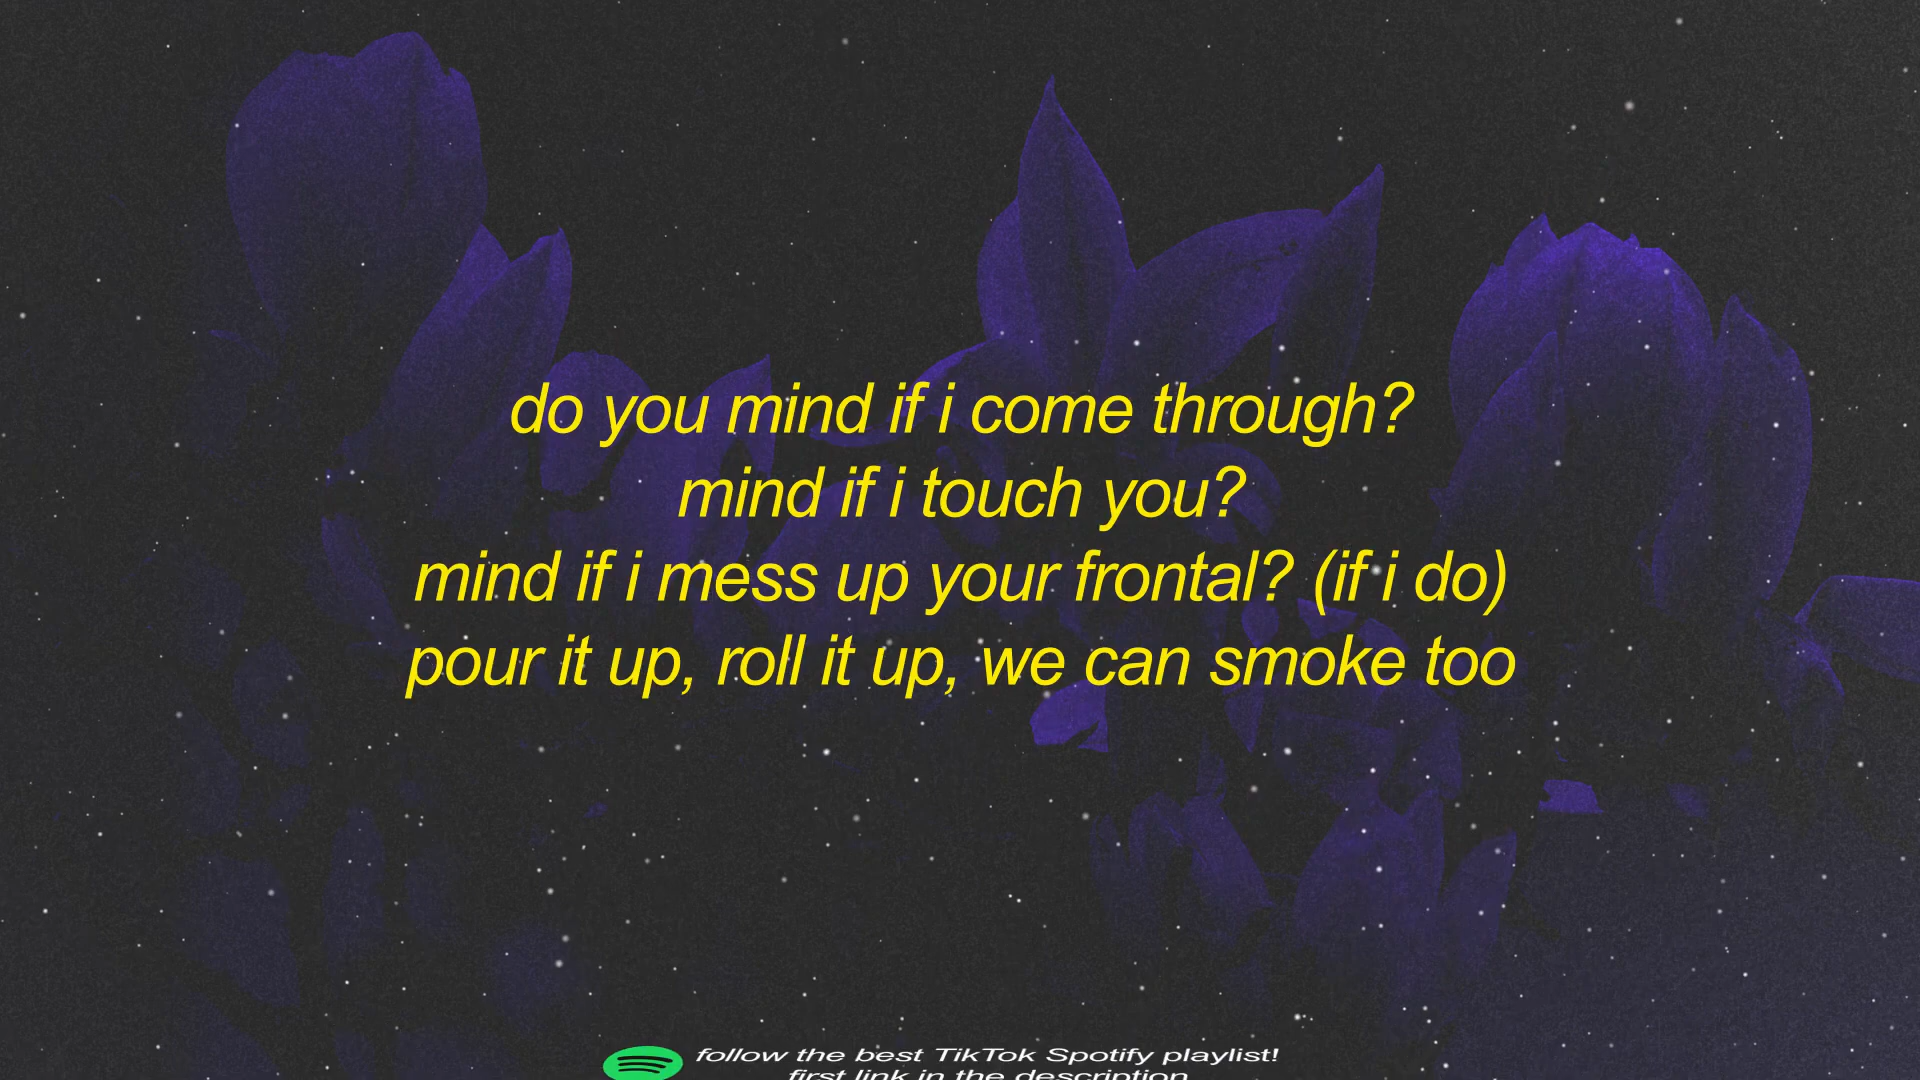 do you mind if i come through?
mind if i touch you?
mind if i mess up your frontal? (if i do)
pour it up, roll it up, we can smoke too
follow the best TikTok Spotify playlist!
first link in the description